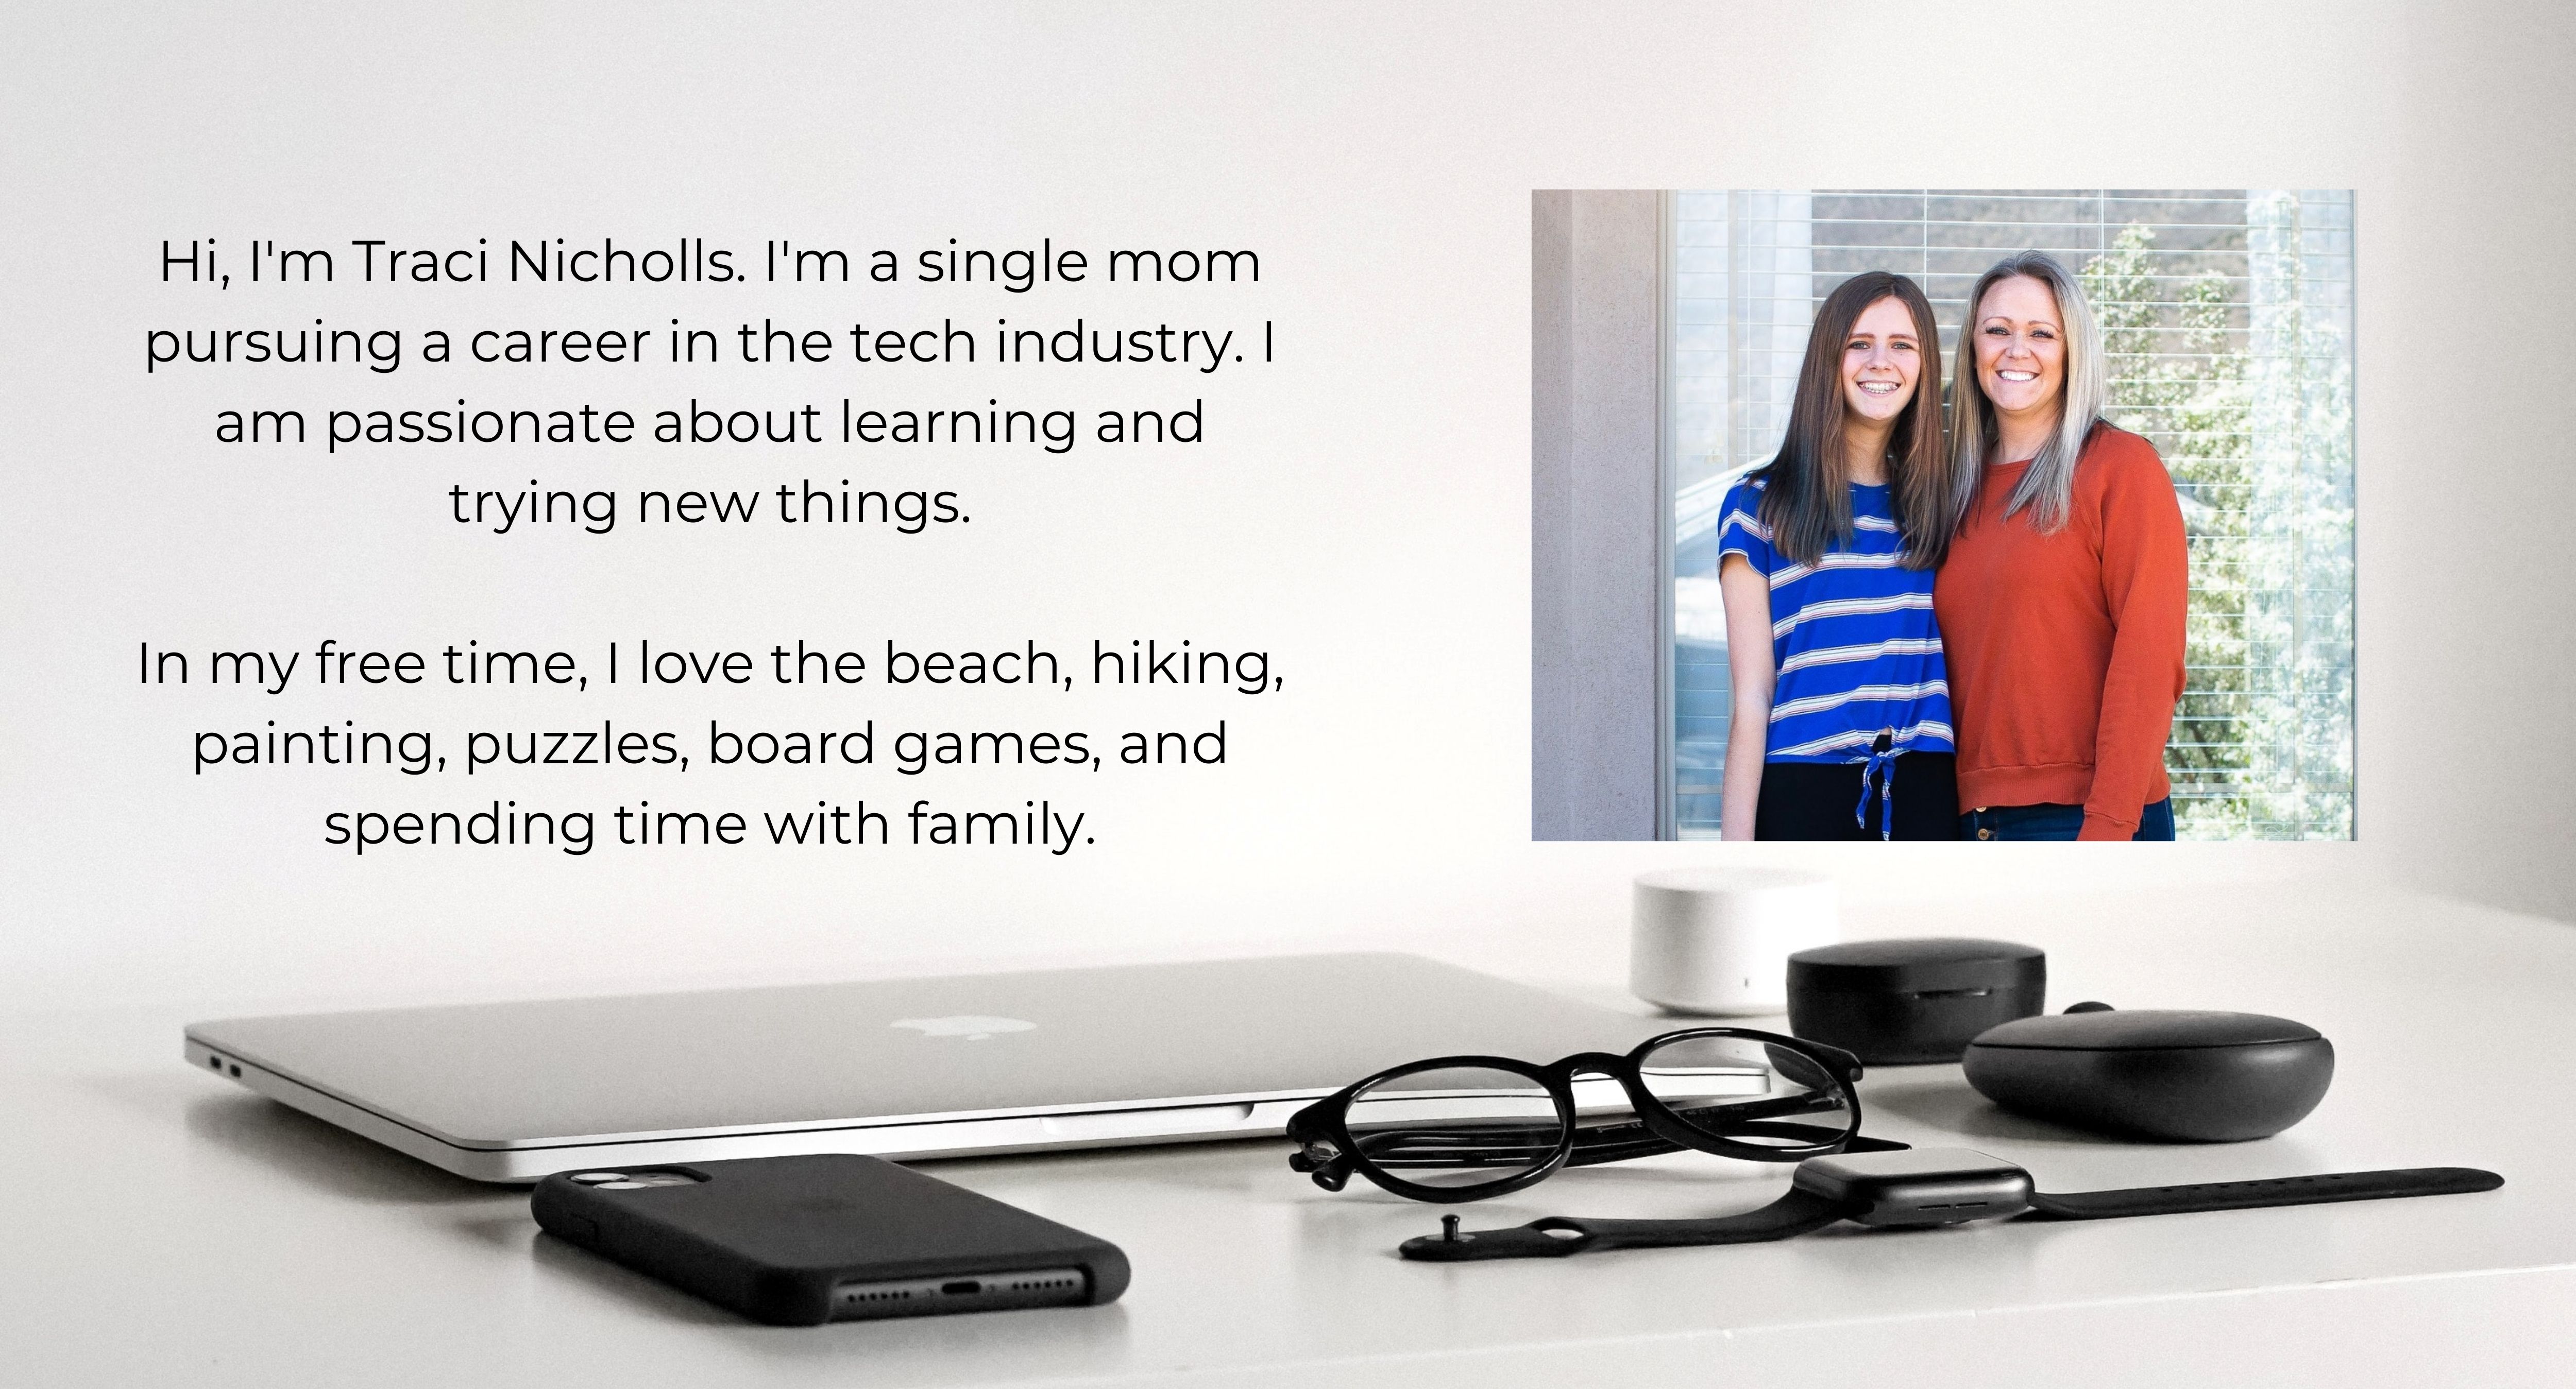 Hi, I'm Traci Nicholls. I'm a single mom
pursuing a career in the tech industry. I
am passionate about learning and
trying new things.
In my free time, I love the beach, hiking,
painting, puzzles, board games, and
spending time with family.